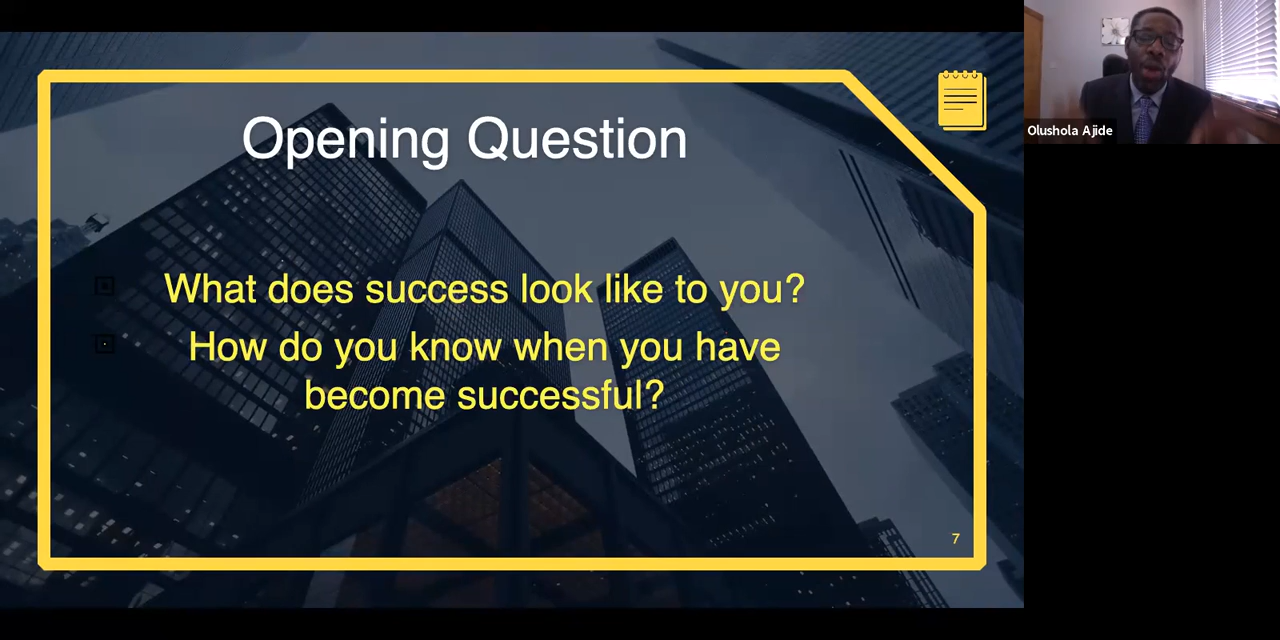 Opening Question
What does success look like to you?
How do you know when you have
become successful?
7
Olushola Ajide